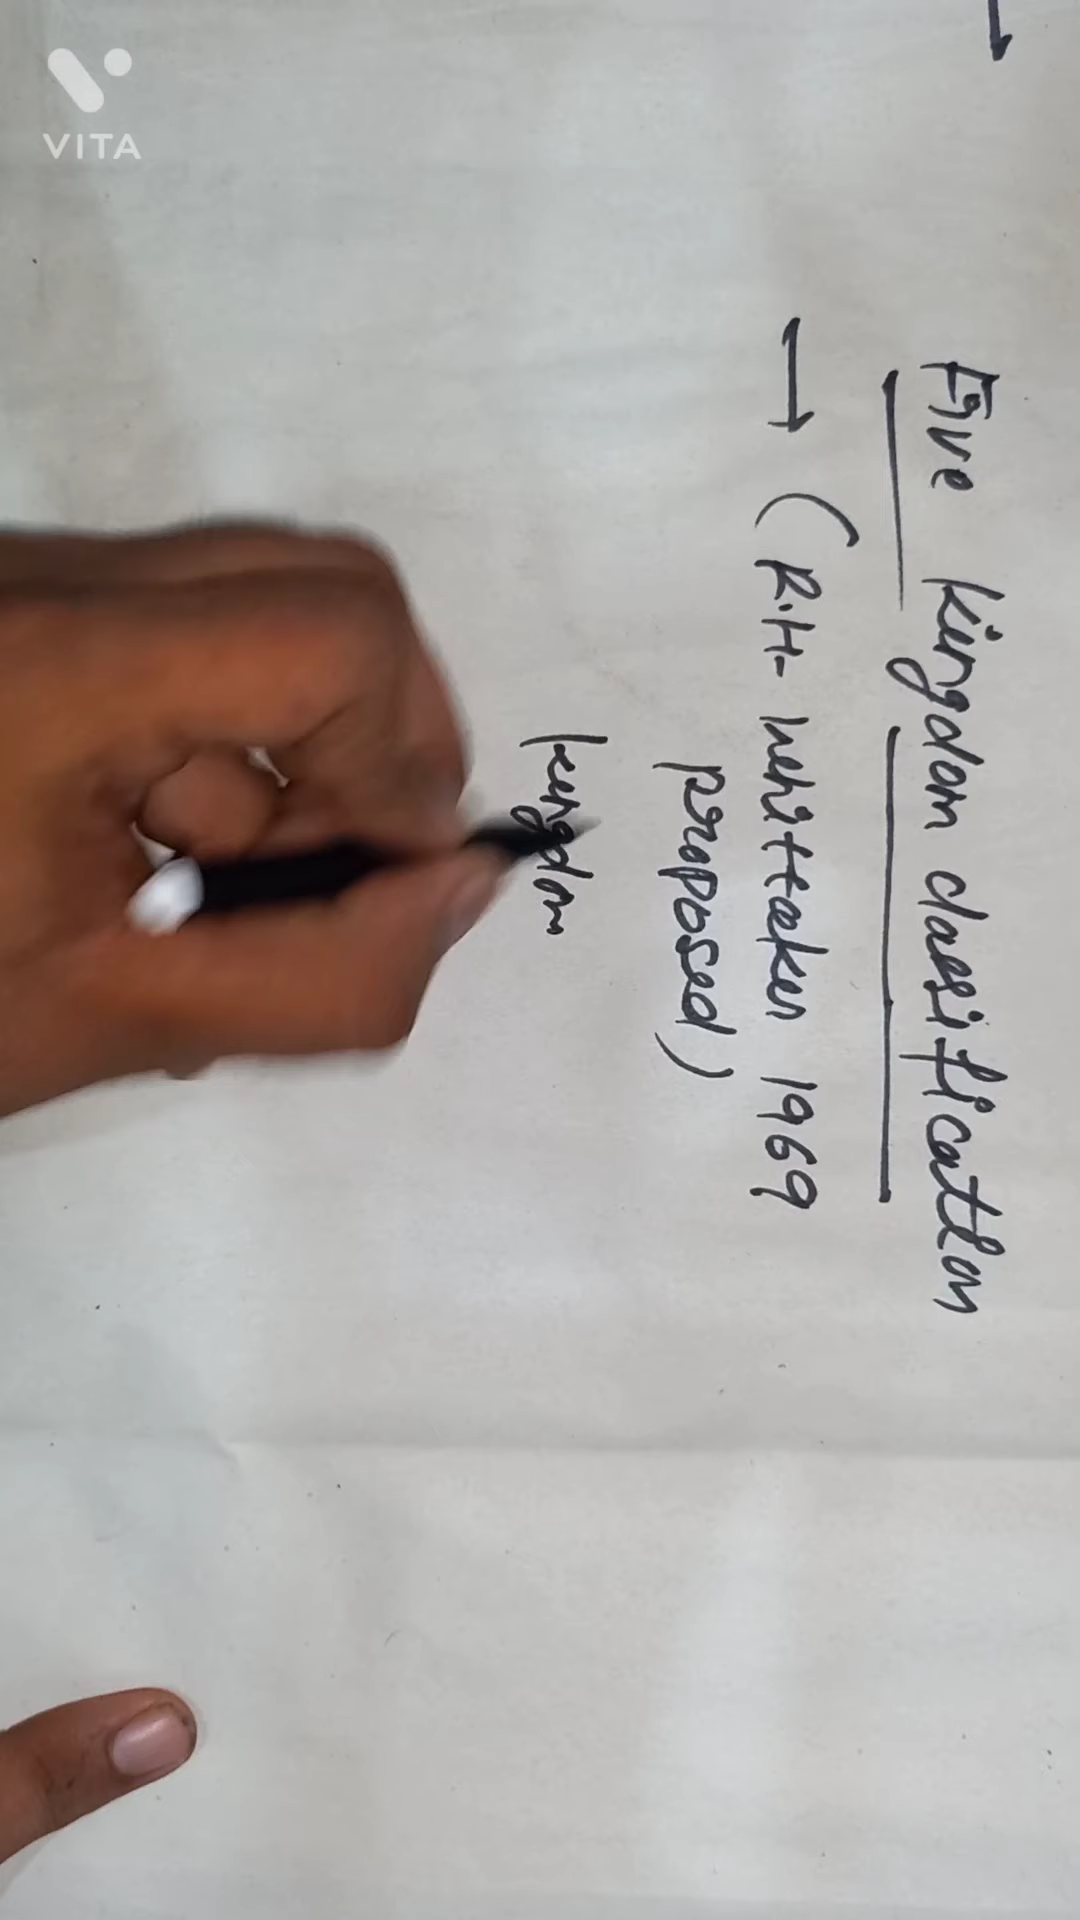 VITA
Five Kingdom classification
→ (R.H. Whittaker 1969
proposed)
kingdom